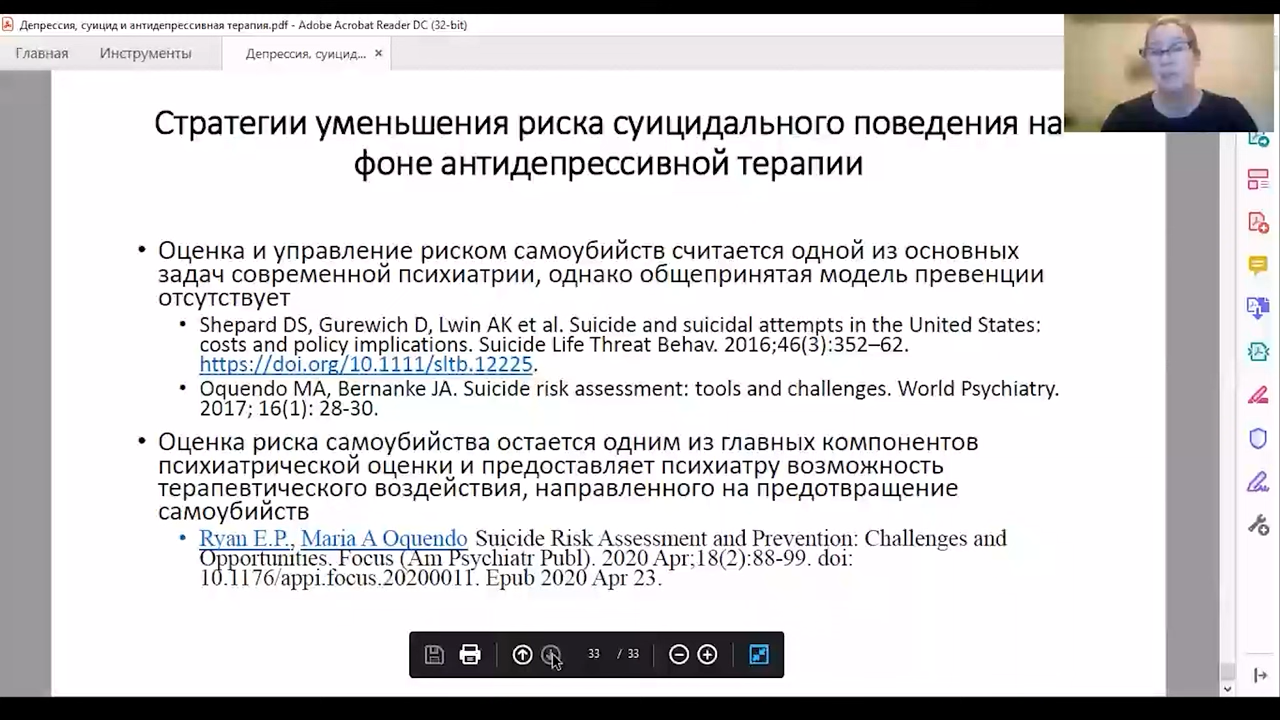 Депрессия, суицид и антидепрессивная терапия.pdf - Adobe Acrobat Reader DC (32-bit)
Главная Инструменты Депрессия, суицид... ×
Стратегии уменьшения риска суицидального поведения на
фоне антидепрессивной терапии
• Оценка и управление риском самоубийств считается одной из основных
задач современной психиатрии, однако общепринятая модель превенции
отсутствует
• Shepard DS, Gurewich D, Lwin AK et al. Suicide and suicidal attempts in the United States:
costs and policy implications. Suicide Life Threat Behav. 2016;46(3):352–62.
https://doi.org/10.1111/sltb.12225.
• Oquendo MA, Bernanke JA. Suicide risk assessment: tools and challenges. World Psychiatry.
2017; 16(1): 28-30.
• Оценка риска самоубийства остается одним из главных компонентов
психиатрической оценки и предоставляет психиатру возможность
терапевтического воздействия, направленного на предотвращение
самоубийств
• Ryan E.P., Maria A Oquendo Suicide Risk Assessment and Prevention: Challenges and
Opportunities. Focus (Am Psychiatr Publ). 2020 Apr;18(2):88-99. doi:
10.1176/appi.focus.20200011. Epub 2020 Apr 23.
33 / 33